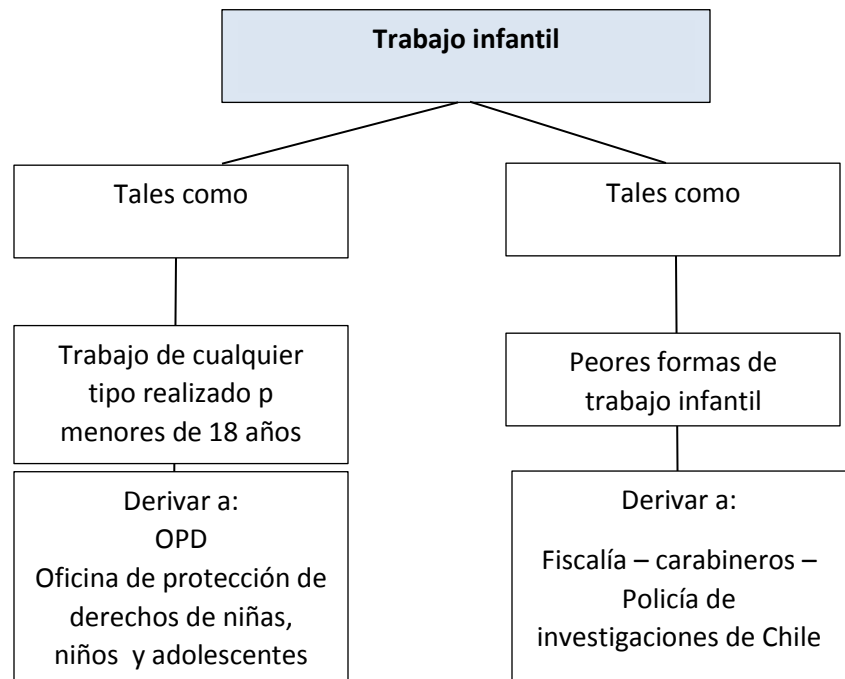 Trabajo infantil
Tales como
Trabajo de cualquier
tipo realizado p
menores de 18 años
Derivar a:
OPD
Oficina de protección de
derechos de niñas,
niños y adolescentes
Tales como
Peores formas de
trabajo infantil
Derivar a:
Fiscalía – carabineros –
Policía de
investigaciones de Chile